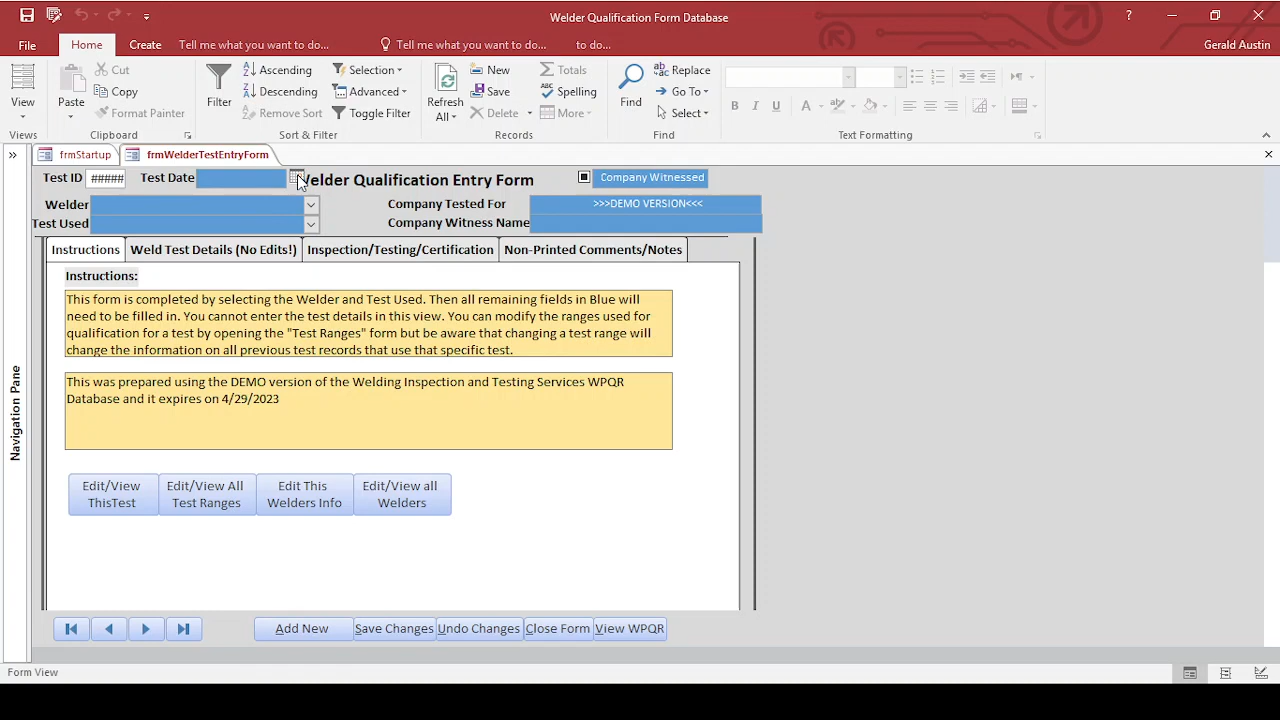 Welder Qualification Form Database
?
File Home Create Tell me what you want to do... Tell me what you want to do... to do... Gerald Austin
View
Views
Paste
Cut
Copy
Format Painter
Clipboard
Filter
Ascending
Descending
Remove Sort
Selection
Advanced
Toggle Filter
Sort & Filter
Refresh
All
New
Save
Delete
Totals
Spelling
More
Records
Find
Replace
Go To
Select
Find
B I U A
Text Formatting
frmStartup frmWelderTestEntryForm
Navigation Pane
Test ID ##### Test Date elder Qualification Entry Form Company Witnessed
Welder Company Tested For >>>DEMO VERSION<<<
Test Used Company Witness Name
Instructions Weld Test Details (No Edits!) Inspection/Testing/Certification Non-Printed Comments/Notes
Instructions:
This form is completed by selecting the Welder and Test Used. Then all remaining fields in Blue will
need to be filled in. You cannot enter the test details in this view. You can modify the ranges used for
qualification for a test by opening the "Test Ranges" form but be aware that changing a test range will
change the information on all previous test records that use that specific test.
This was prepared using the DEMO version of the Welding Inspection and Testing Services WPQR
Database and it expires on 4/29/2023
Edit/View
ThisTest
Edit/View All
Test Ranges
Edit This
Welders Info
Edit/View all
Welders
Add New Save Changes Undo Changes Close Form View WPQR
Form View